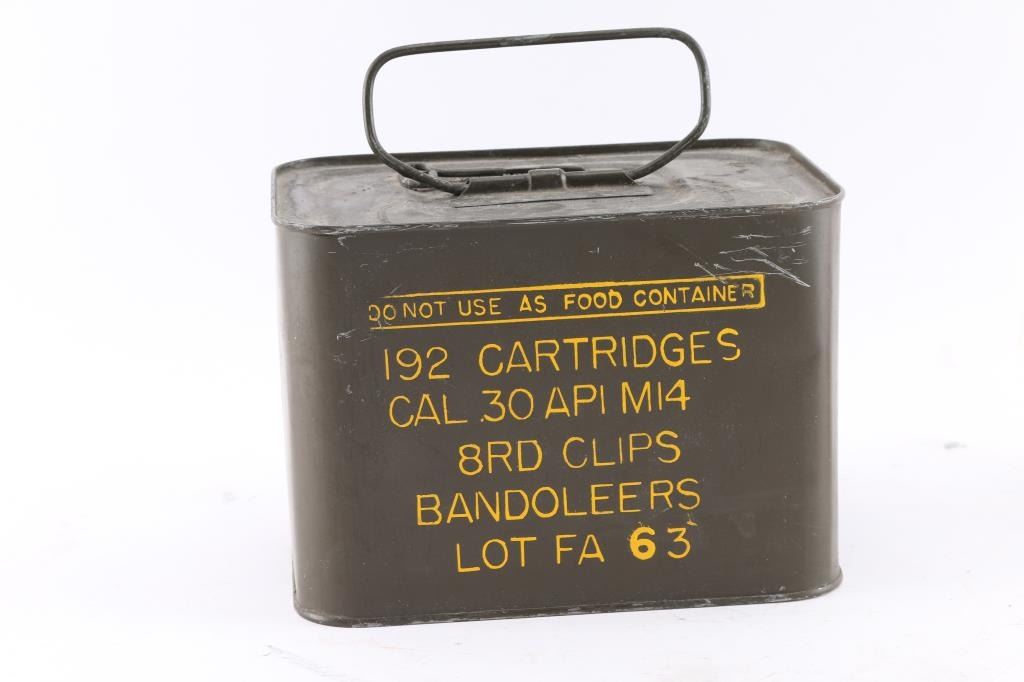 DO NOT USE AS FOOD CONTAINER
192 CARTRIDGES
CAL .30 API M14
8RD CLIPS
BANDOLEERS
LOT FA 63